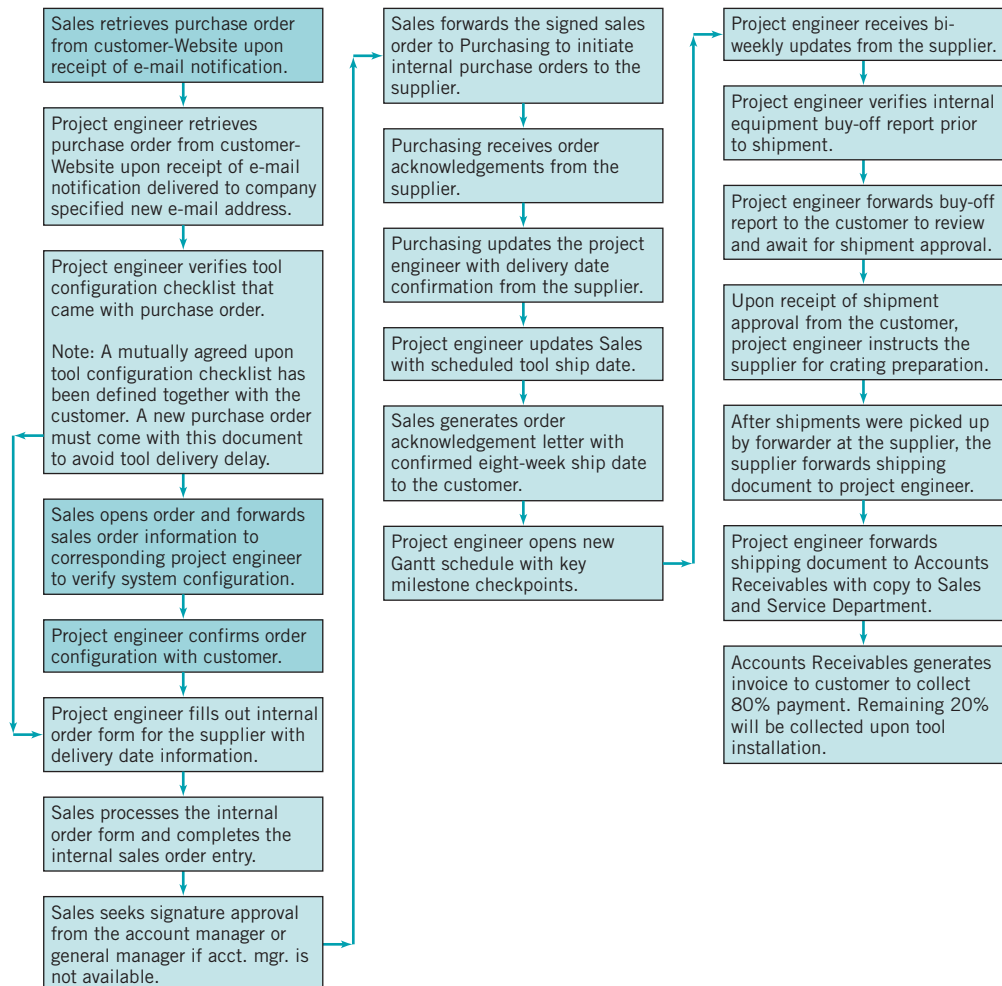 Sales retrieves purchase order
from customer-Website upon
receipt of e-mail notification.
Project engineer retrieves
purchase order from customer-
Website upon receipt of e-mail
notification delivered to company
specified new e-mail address.
Project engineer verifies tool
configuration checklist that
came with purchase order.
Note: A mutually agreed upon
tool configuration checklist has
been defined together with the
customer. A new purchase order
must come with this document
to avoid tool delivery delay.
Sales opens order and forwards
sales order information to
corresponding project engineer
to verify system configuration.
Project engineer confirms order
configuration with customer.
Project engineer fills out internal
order form for the supplier with
delivery date information.
Sales processes the internal
order form and completes the
internal sales order entry.
Sales seeks signature approval
from the account manager or
general manager if acct. mgr. is
not available.
Sales forwards the signed sales
order to Purchasing to initiate
internal purchase orders to the
supplier.
Purchasing receives order
acknowledgements from the
supplier.
Purchasing updates the project
engineer with delivery date
confirmation from the supplier.
Project engineer updates Sales
with scheduled tool ship date.
Sales generates order
acknowledgement letter with
confirmed eight-week ship date
to the customer.
Project engineer opens new
Gantt schedule with key
milestone checkpoints.
Project engineer receives bi-
weekly updates from the supplier.
Project engineer verifies internal
equipment buy-off report prior
to shipment.
Project engineer forwards buy-off
report to the customer to review
and await for shipment approval.
Upon receipt of shipment
approval from the customer,
project engineer instructs the
supplier for crating preparation.
After shipments were picked up
by forwarder at the supplier, the
supplier forwards shipping
document to project engineer.
Project engineer forwards
shipping document to Accounts
Receivables with copy to Sales
and Service Department.
Accounts Receivables generates
invoice to customer to collect
80% payment. Remaining 20%
will be collected upon tool
installation.